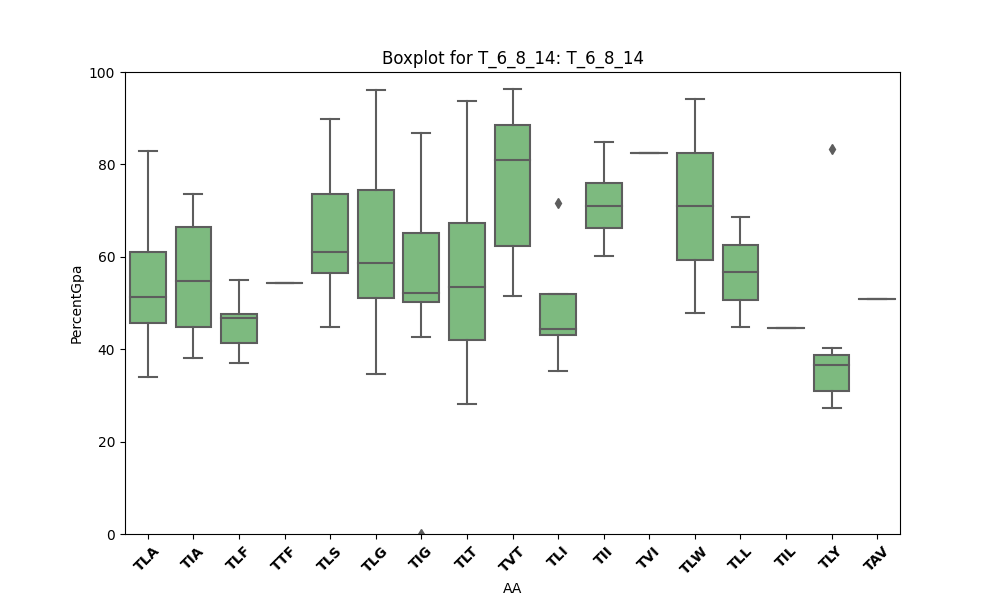 Boxplot for T_6_8_14: T_6_8_14
100
80
60
40
20
0
PercentGpa
TLA TIA TLF TTF TLS TLG TIG TLT TVT TLI TII TVI TLW TLL TIL TLY TAV
AA